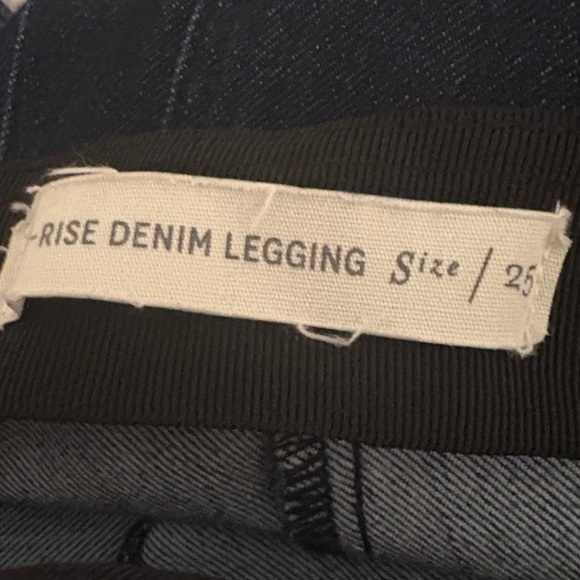 -RISE DENIM LEGGING Size / 25